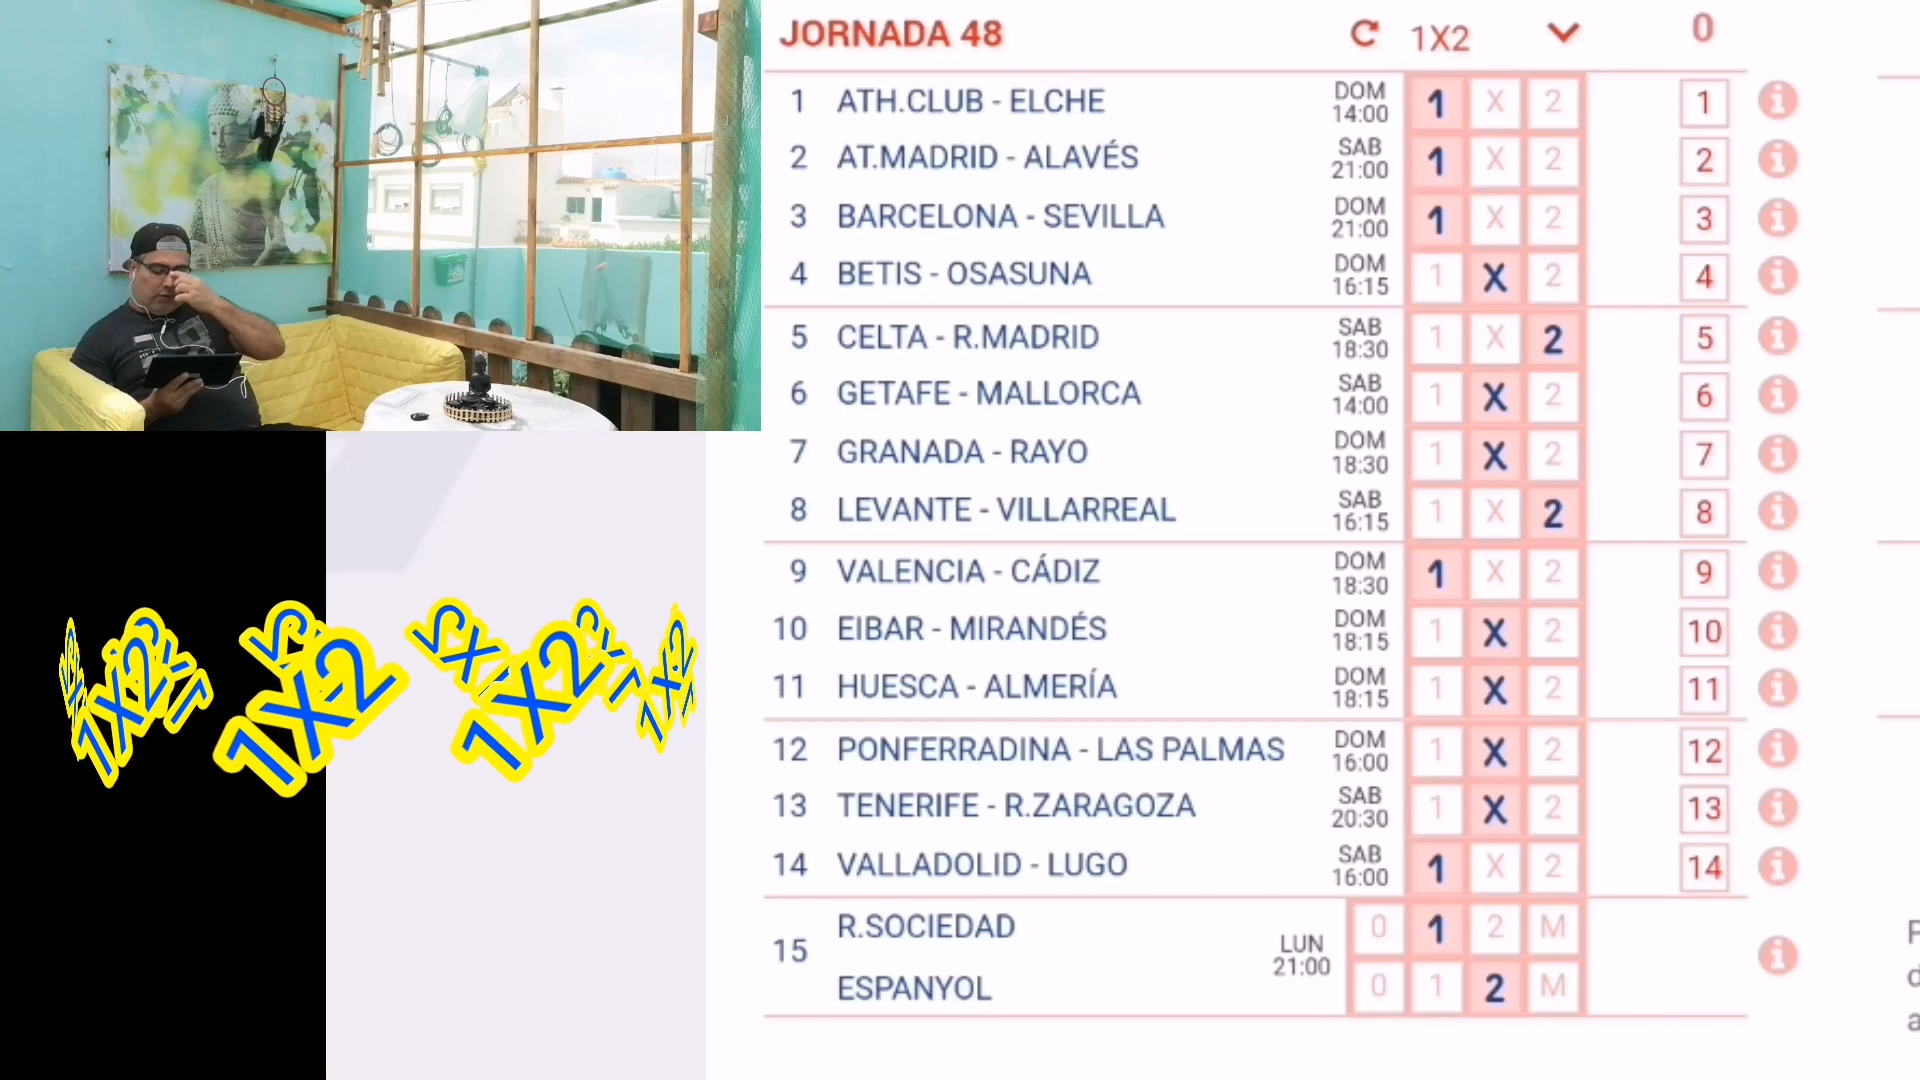 JORNADA 48 1X2 0
1 ATH.CLUB - ELCHE DOM 14:00 1 X 2 1
2 AT.MADRID - ALAVÉS SAB 21:00 1 X 2 2
3 BARCELONA - SEVILLA DOM 21:00 1 X 2 3
4 BETIS - OSASUNA DOM 16:15 1 X 2 4
5 CELTA - R.MADRID SAB 18:30 1 X 2 5
6 GETAFE - MALLORCA SAB 14:00 1 X 2 6
7 GRANADA - RAYO DOM 18:30 1 X 2 7
8 LEVANTE - VILLARREAL SAB 16:15 1 X 2 8
9 VALENCIA - CÁDIZ DOM 18:30 1 X 2 9
10 EIBAR - MIRANDÉS DOM 18:15 1 X 2 10
11 HUESCA - ALMERÍA DOM 18:15 1 X 2 11
12 PONFERRADINA - LAS PALMAS DOM 16:00 1 X 2 12
13 TENERIFE - R.ZARAGOZA SAB 20:30 1 X 2 13
14 VALLADOLID - LUGO SAB 16:00 1 X 2 14
15 R.SOCIEDAD LUN 21:00 0 1 2 M
ESPANYOL 0 1 2 M
1X2
1X2
1X2
1X2